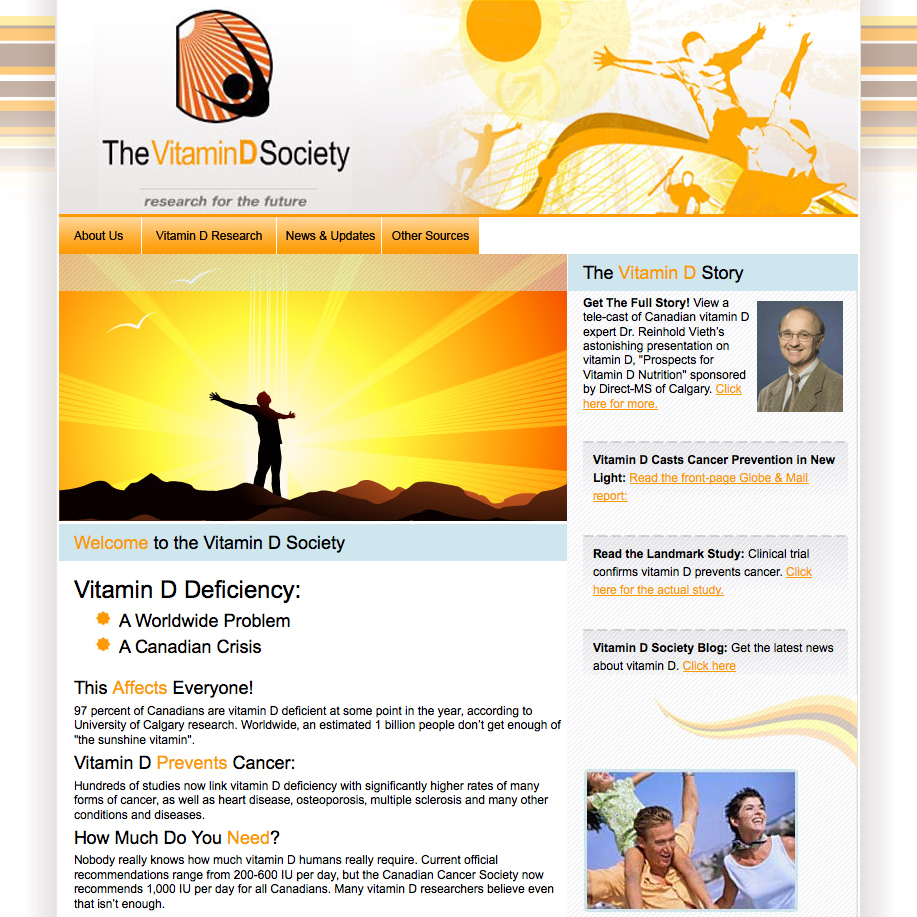 The Vitamin D Society
research for the future
About Us
Vitamin D Research
News & Updates
Other Sources
Welcome to the Vitamin D Society
Vitamin D Deficiency:
A Worldwide Problem
A Canadian Crisis
This Affects Everyone!
97 percent of Canadians are vitamin D deficient at some point in the year, according to
University of Calgary research. Worldwide, an estimated 1 billion people don’t get enough of
"the sunshine vitamin".
Vitamin D Prevents Cancer:
Hundreds of studies now link vitamin D deficiency with significantly higher rates of many
forms of cancer, as well as heart disease, osteoporosis, multiple sclerosis and many other
conditions and diseases.
How Much Do You Need?
Nobody really knows how much vitamin D humans really require. Current official
recommendations range from 200-600 IU per day, but the Canadian Cancer Society now
recommends 1,000 IU per day for all Canadians. Many vitamin D researchers believe even
that isn’t enough.
The Vitamin D Story
Get The Full Story! View a
tele-cast of Canadian vitamin D
expert Dr. Reinhold Vieth’s
astonishing presentation on
vitamin D, "Prospects for
Vitamin D Nutrition" sponsored
by Direct-MS of Calgary. Click
here for more.
Vitamin D Casts Cancer Prevention in New
Light: Read the front-page Globe & Mail
report:
Read the Landmark Study: Clinical trial
confirms vitamin D prevents cancer. Click
here for the actual study.
Vitamin D Society Blog: Get the latest news
about vitamin D. Click here